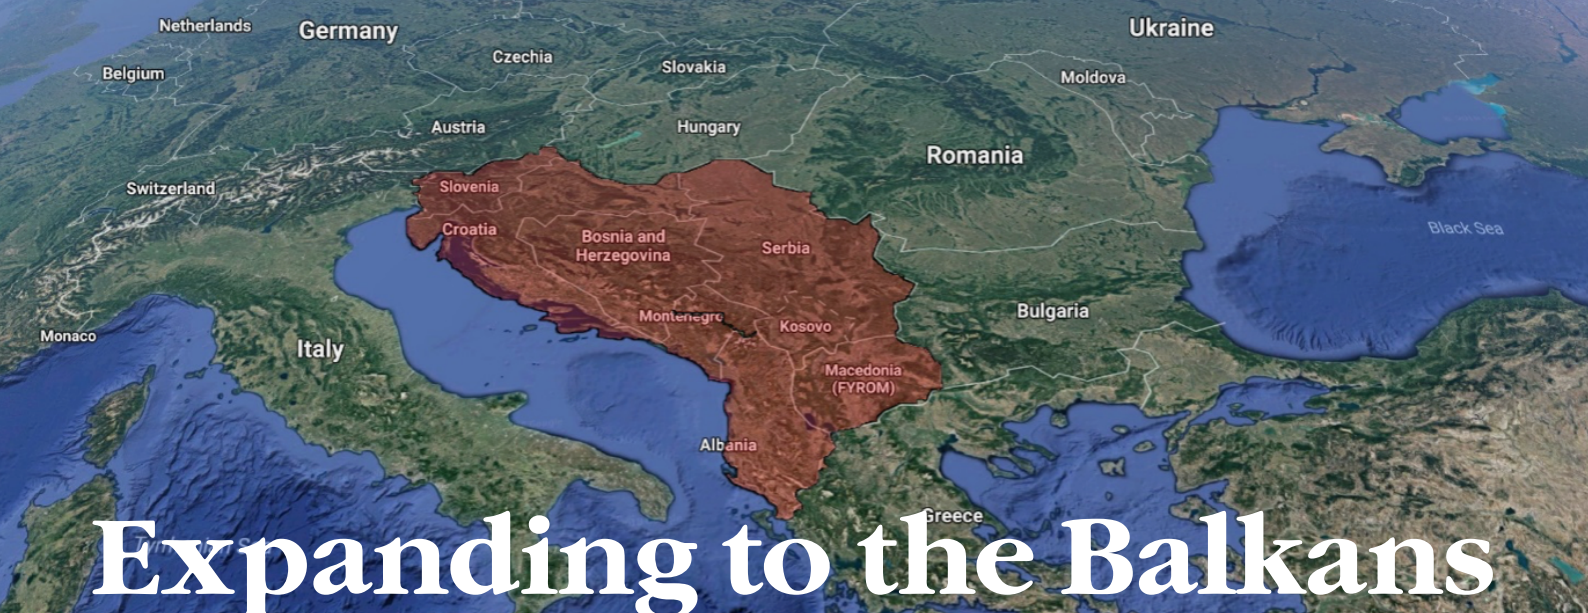 Netherlands
Germany
Ukraine
Belgium
Czechia
Slovakia
Moldova
Austria
Hungary
Romania
Switzerland
Slovenia
Croatia
Bosnia and
Herzegovina
Serbia
Black Sea
Monaco
Italy
Montenegro
Kosovo
Bulgaria
Macedonia
(FYROM)
Albania
Greece
Expanding to the Balkans